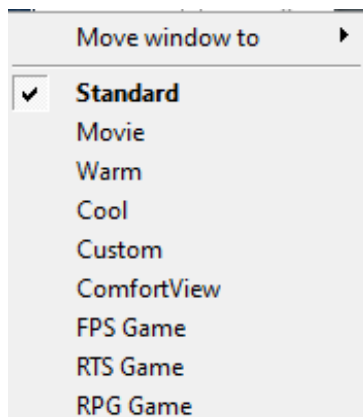 Move window to
Standard
Movie
Warm
Cool
Custom
ComfortView
FPS Game
RTS Game
RPG Game